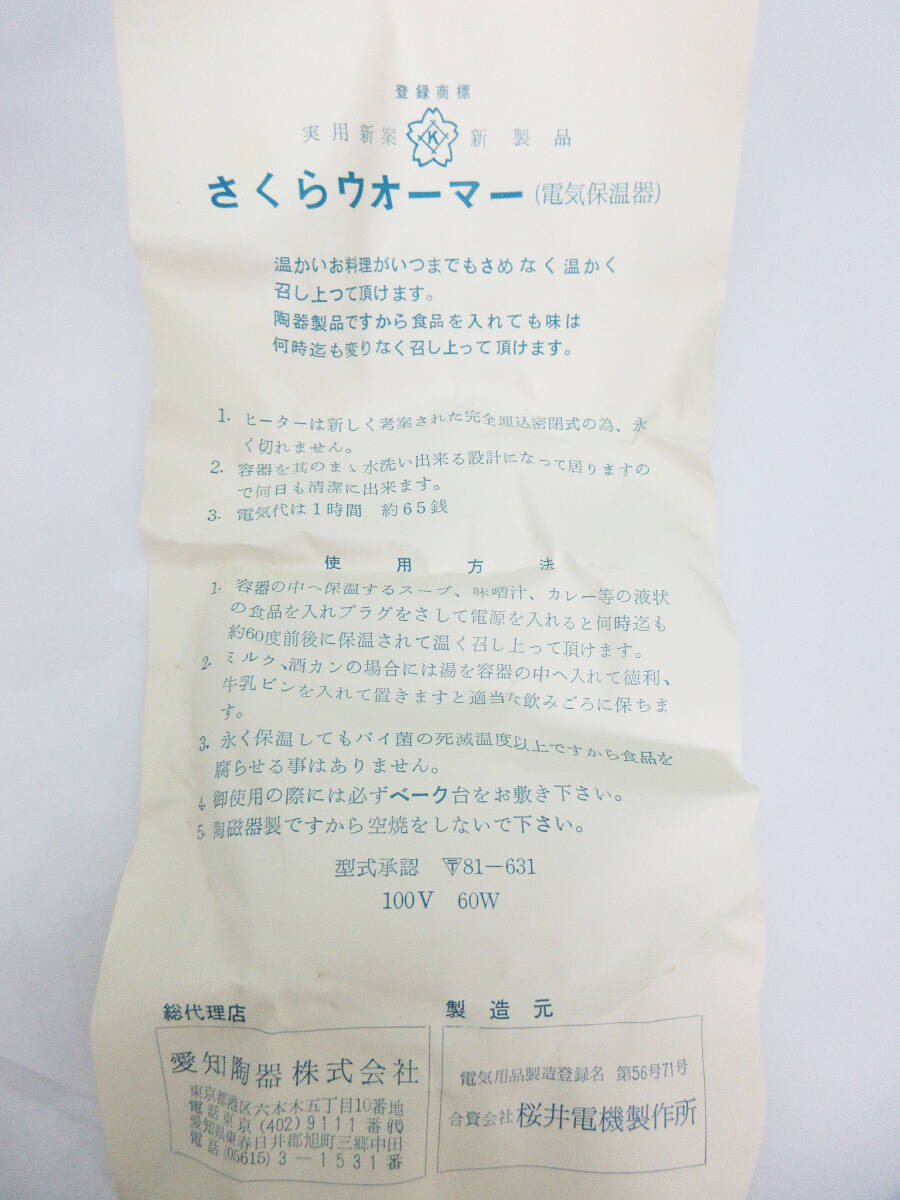 登録商標
実用新案 K 新製品
さくらウオーマー(電気保温器)
温かいお料理がいつまでもさめなく温かく
召し上つて頂けます。
陶器製品ですから食品を入れても味は
何時迄も変りなく召し上って頂けます。
1. ヒーターは新しく考案された完全埋込密閉式の為、永
く切れません。
2. 容器を其のまゝ水洗い出来る設計になって居りますの
で何日も清潔に出来ます。
3. 電気代は1時間 約65銭
使用方法
1. 容器の中へ保温するスープ、味噌汁、カレー等の液状
の食品を入れプラグをさして電源を入れると何時迄も
約60度前後に保温されて温く召し上って頂けます。
2. ミルク、酒カンの場合には湯を容器の中へ入れて徳利、
牛乳ビンを入れて置きますと適当な飲みごろに保ちま
す。
3. 永く保温してもバイ菌の死滅温度以上ですから食品を
腐らせる事はありません。
4. 御使用の際には必ずベーク台をお敷き下さい。
5. 陶磁器製ですから空焼をしないで下さい。
型式承認 〒81-631
100V 60W
総代理店
愛知陶器株式会社
東京都港区六本木五丁目10番地
電話東京(402)9111番㈹
愛知県東春日井郡旭町三郷中田
電話(05615)3-1531番
製造元
電気用品製造登録名 第56号71号
合資会社 桜井電機製作所